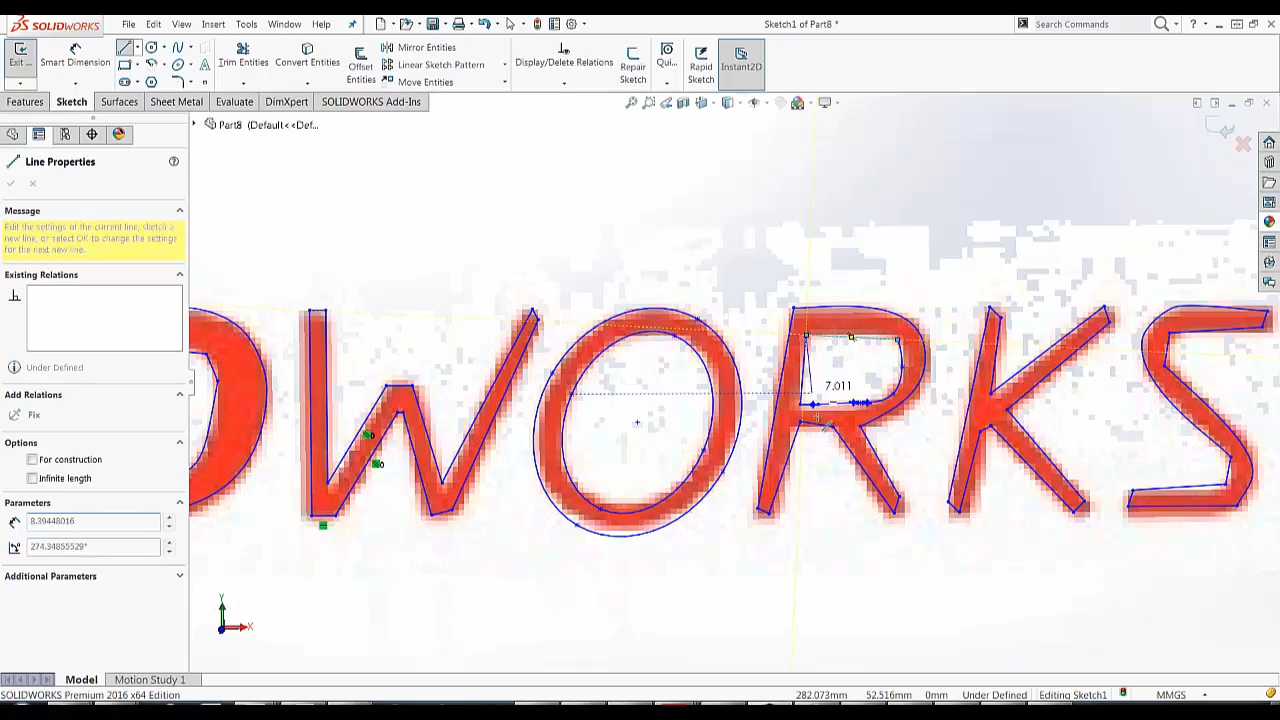 SOLIDWORKS File Edit View Insert Tools Window Help Sketch1 of Part8 * Search Commands
Exit ... Smart Dimension Trim Entities Convert Entities Offset Entities Mirror Entities Linear Sketch Pattern Move Entities Display/Delete Relations Repair Sketch Qui... Rapid Sketch Instant2D
Features Sketch Surfaces Sheet Metal Evaluate DimXpert SOLIDWORKS Add-Ins
Part8 (Default<<Def...
Line Properties
Message
Edit the settings of the current line, sketch a
new line, or select OK to change the settings
for the next new line.
Existing Relations
Under Defined
Add Relations
Fix
Options
For construction
Infinite length
Parameters
8.39448016
274.34855529°
Additional Parameters
DWORKS
7.011
Y
X
Model Motion Study 1
SOLIDWORKS Premium 2016 x64 Edition 282.073mm 52.516mm 0mm Under Defined Editing Sketch1 MMGS